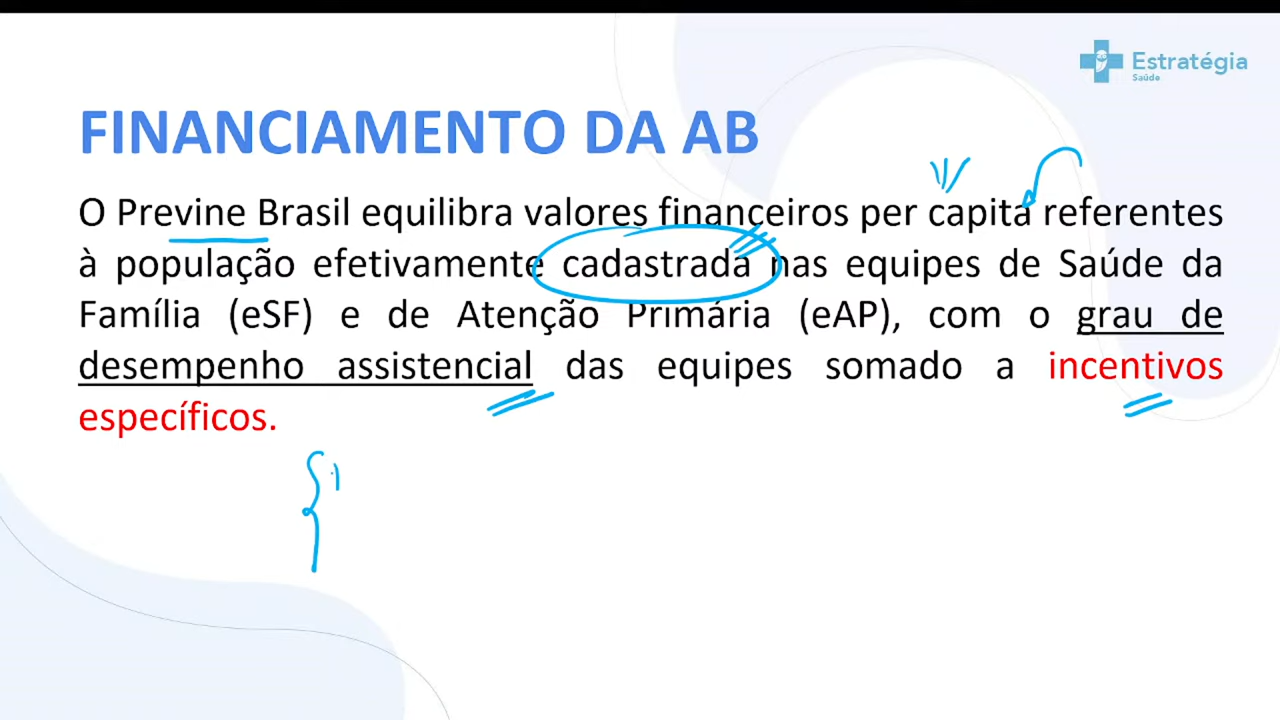 Estratégia
Saúde
FINANCIAMENTO DA AB
O Previne Brasil equilibra valores financeiros per capita referentes
à população efetivamente cadastrada nas equipes de Saúde da
Família (eSF) e de Atenção Primária (eAP), com o grau de
desempenho assistencial das equipes somado a incentivos
específicos.